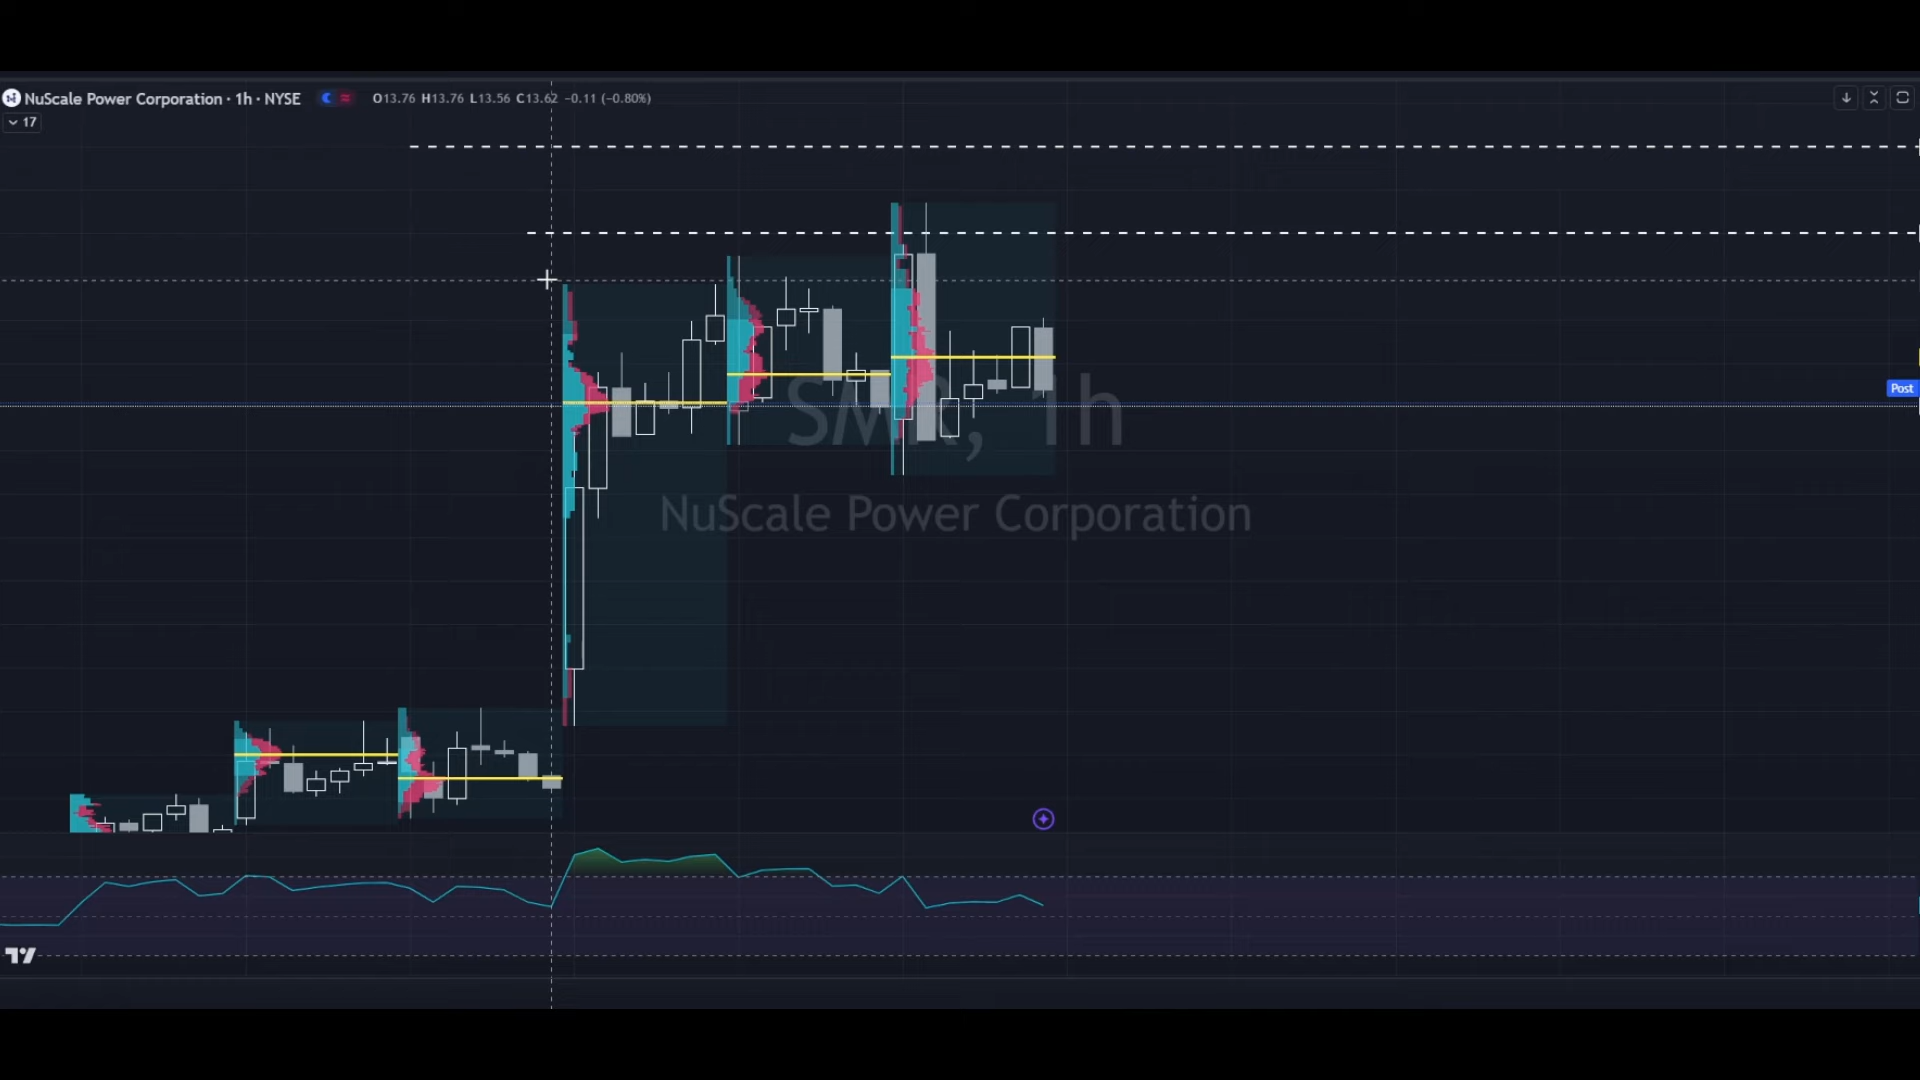 NuScale Power Corporation · 1h · NYSE O13.76 H13.76 L13.56 C13.62 −0.11 (−0.80%)
17
Post
SMR, 1h
NuScale Power Corporation